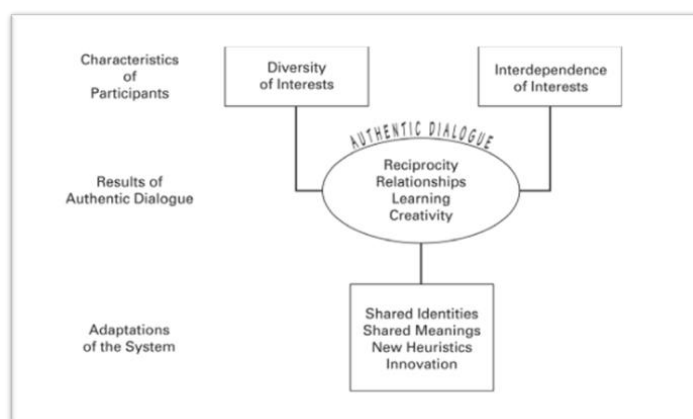 Characteristics
of
Participants
Diversity
of Interests
Interdependence
of Interests
AUTHENTIC DIALOGUE
Results of
Authentic Dialogue
Reciprocity
Relationships
Learning
Creativity
Adaptations
of the System
Shared Identities
Shared Meanings
New Heuristics
Innovation